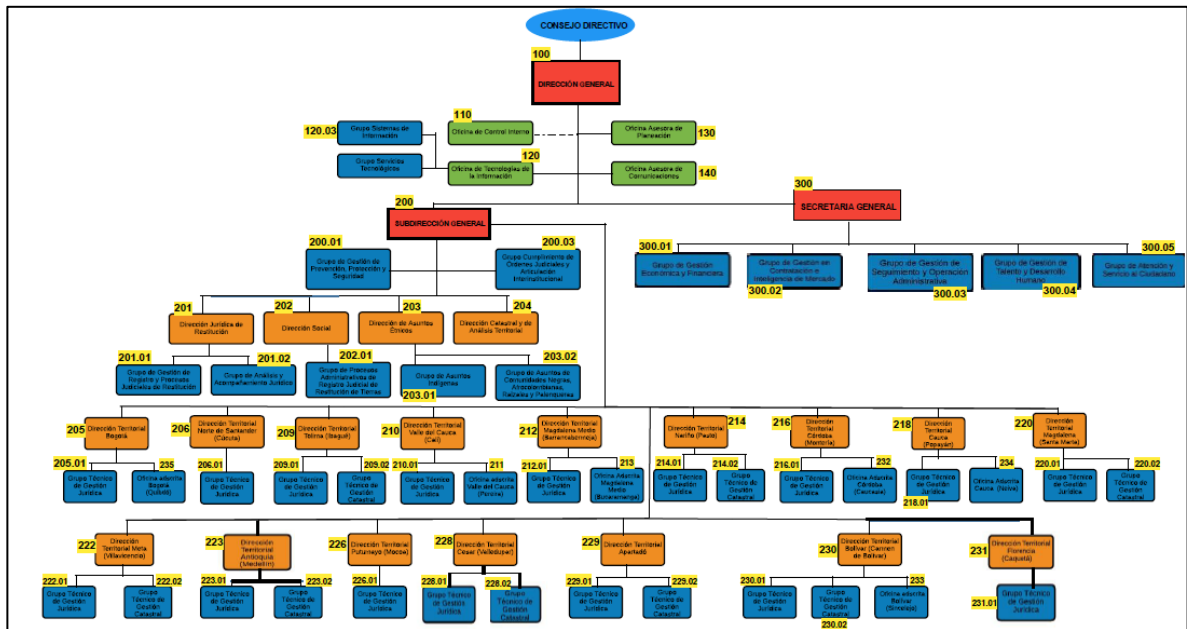 CONSEJO DIRECTIVO
100
DIRECCIÓN GENERAL
110
120.03
Grupo Sistemas de
Información
Oficina de Control Interno
Oficina Asesora de
Planeación
130
120
Grupo Servicios
Tecnológicos
Oficina de Tecnologías de
la Información
Oficina Asesora de
Comunicaciones
140
200
SUBDIRECCIÓN GENERAL
300
SECRETARIA GENERAL
200.01
Grupo de Gestión de
Prevención, Protección y
Seguridad
200.03
Grupo Cumplimiento de
Órdenes Judiciales y
Articulación
Interinstitucional
300.01
Grupo de Gestión
Económica y Financiera
Grupo de Gestión en
Contratación e
Inteligencia de Mercado
300.02
Grupo de Gestión de
Seguimiento y Operación
Administrativa
300.03
Grupo de Gestión de
Talento y Desarrollo
Humano
300.04
300.05
Grupo de Atención y
Servicio al Ciudadano
201
Dirección Jurídica de
Restitución
202
Dirección Social
203
Dirección de Asuntos
Étnicos
204
Dirección Catastral y de
Análisis Territorial
201.01
Grupo de Gestión de
Registro y Procesos
Judiciales de Restitución
201.02
Grupo de Análisis y
Acompañamiento Jurídico
202.01
Grupo de Procesos
Administrativos de
Registro Judicial de
Restitución de Tierras
Grupo de Asuntos
Indígenas
203.01
203.02
Grupo de Asuntos de
Comunidades Negras,
Afrocolombianas,
Raizales y Palenqueras
205
Dirección Territorial
Bogotá
206
Dirección Territorial
Norte de Santander
(Cúcuta)
209
Dirección Territorial
Tolima (Ibagué)
210
Dirección Territorial
Valle del Cauca
(Cali)
212
Dirección Territorial
Magdalena Medio
(Barrancabermeja)
214
Dirección Territorial
Nariño (Pasto)
216
Dirección Territorial
Córdoba
(Montería)
218
Dirección
Territorial
Cauca
(Popayán)
220
Dirección
Territorial
Magdalena
(Santa Marta)
205.01
Grupo Técnico
de Gestión
Jurídica
235
Oficina adscrita
Bogotá
(Quibdó)
206.01
Grupo Técnico
de Gestión
Jurídica
209.01
Grupo Técnico
de Gestión
Jurídica
209.02
Grupo
Técnico de
Gestión
Catastral
210.01
Grupo Técnico
de Gestión
Jurídica
211
Oficina adscrita
Valle del Cauca
(Pereira)
212.01
Grupo Técnico
de Gestión
Jurídica
213
Oficina Adscrita
Magdalena
Medio
(Bucaramanga)
214.01
Grupo Técnico
de Gestión
Jurídica
214.02
Grupo
Técnico de
Gestión
Catastral
216.01
Grupo Técnico
de Gestión
Jurídica
232
Oficina Adscrita
Córdoba
(Caucasia)
Grupo Técnico
de Gestión
Jurídica
218.01
234
Oficina Adscrita
Cauca (Neiva)
220.01
Grupo Técnico
de Gestión
Jurídica
220.02
Grupo Técnico
de Gestión
Catastral
222
Dirección
Territorial Meta
(Villavicencio)
223
Dirección
Territorial
Antioquia
(Medellín)
226
Dirección
Territorial
Putumayo (Mocoa)
228
Dirección
Territorial
César (Valledupar)
229
Dirección
Territorial
Apartadó
230
Dirección
Territorial
Bolívar (Carmen
de Bolívar)
231
Dirección Territorial
Florencia
(Caquetá)
222.01
Grupo Técnico
de Gestión
Jurídica
222.02
Grupo
Técnico de
Gestión
Catastral
223.01
Grupo Técnico
de Gestión
Jurídica
223.02
Grupo
Técnico de
Gestión
Catastral
226.01
Grupo Técnico
de Gestión
Jurídica
228.01
Grupo Técnico
de Gestión
Jurídica
228.02
Grupo
Técnico de
Gestión
Catastral
229.01
Grupo Técnico
de Gestión
Jurídica
229.02
Grupo
Técnico de
Gestión
Catastral
230.01
Grupo Técnico
de Gestión
Jurídica
Grupo
Técnico de
Gestión
Catastral
230.02
233
Oficina adscrita
Bolívar
(Sincelejo)
231.01
Grupo Técnico
de Gestión
Jurídica